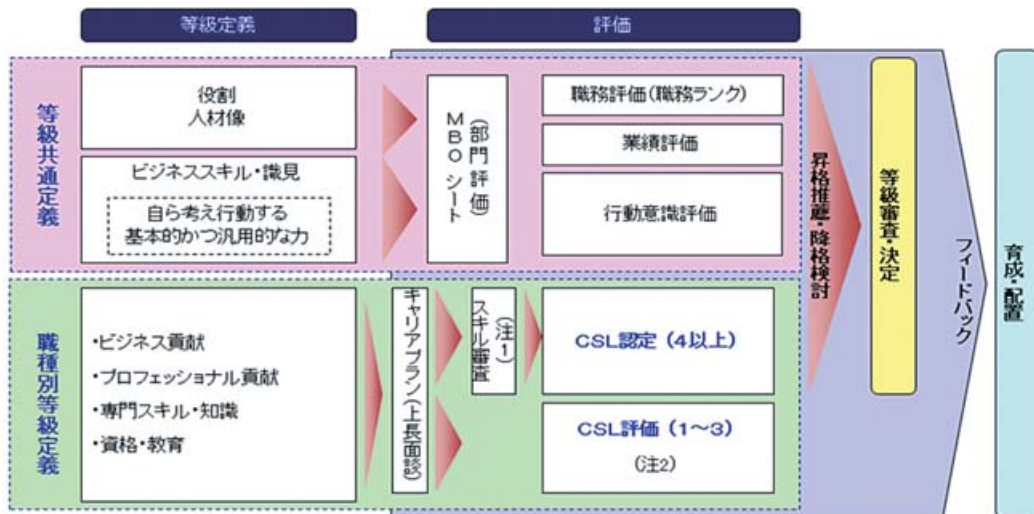 等級定義
評価
等級共通定義
役割
人材像
ビジネススキル・識見
自ら考え行動する
基本的かつ汎用的な力
MBOシート
(部門評価)
職務評価(職務ランク)
業績評価
行動意識評価
職種別等級定義
・ビジネス貢献
・プロフェッショナル貢献
・専門スキル・知識
・資格・教育
キャリアプラン(上長面談)
スキル審査
(注1)
CSL認定（4以上）
CSL評価（1～3）
(注2)
昇格推薦・降格検討
等級審査・決定
フィードバック
育成・配置